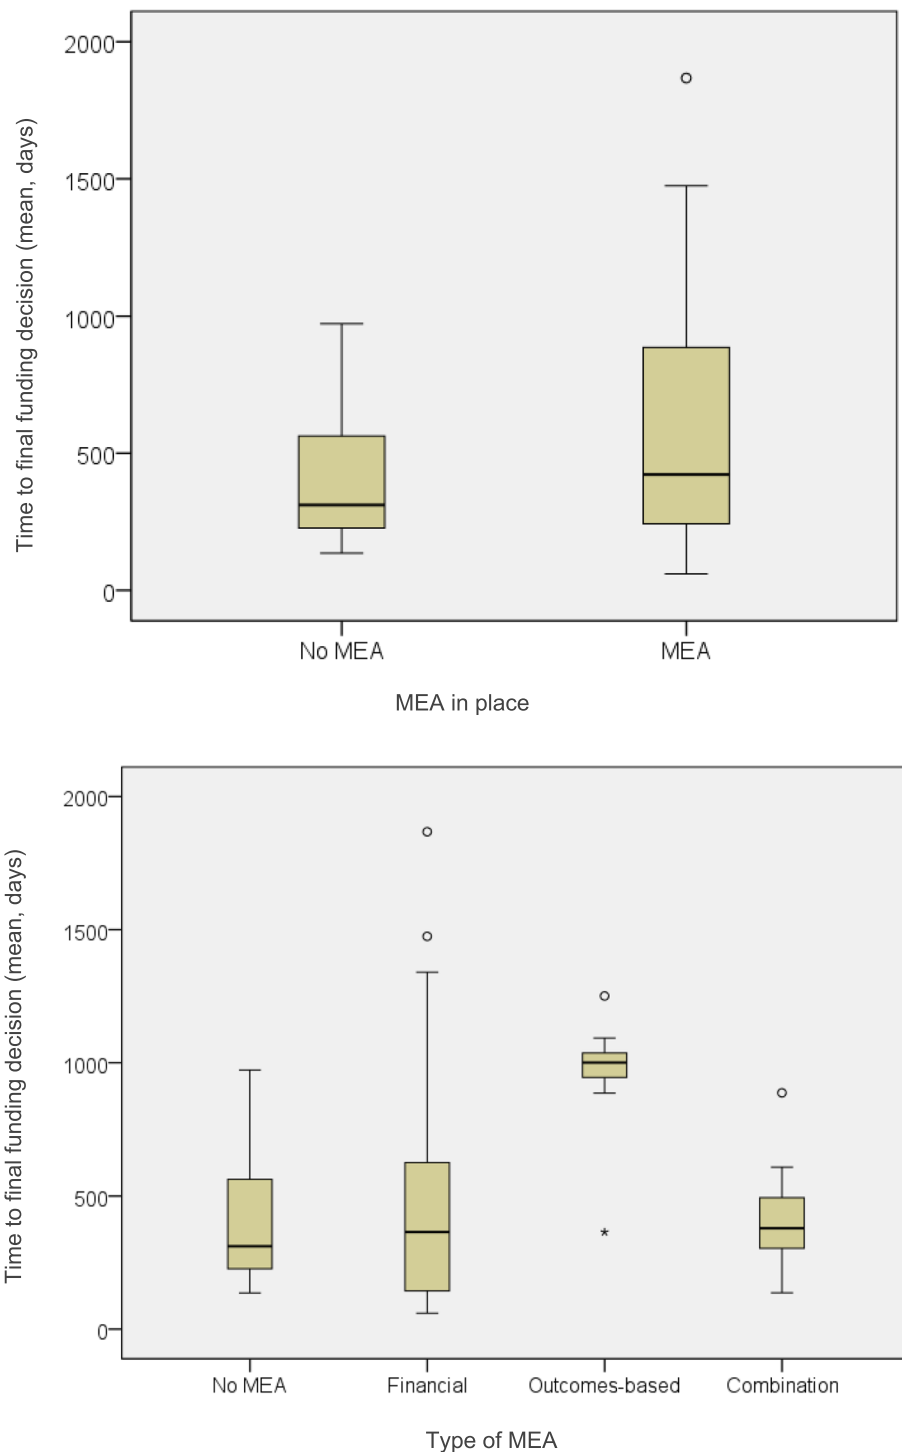 Time to final funding decision (mean, days)
2000
1500
1000
500
0
No MEA MEA
MEA in place
Time to final funding decision (mean, days)
2000
1500
1000
500
0
No MEA Financial Outcomes-based Combination
Type of MEA